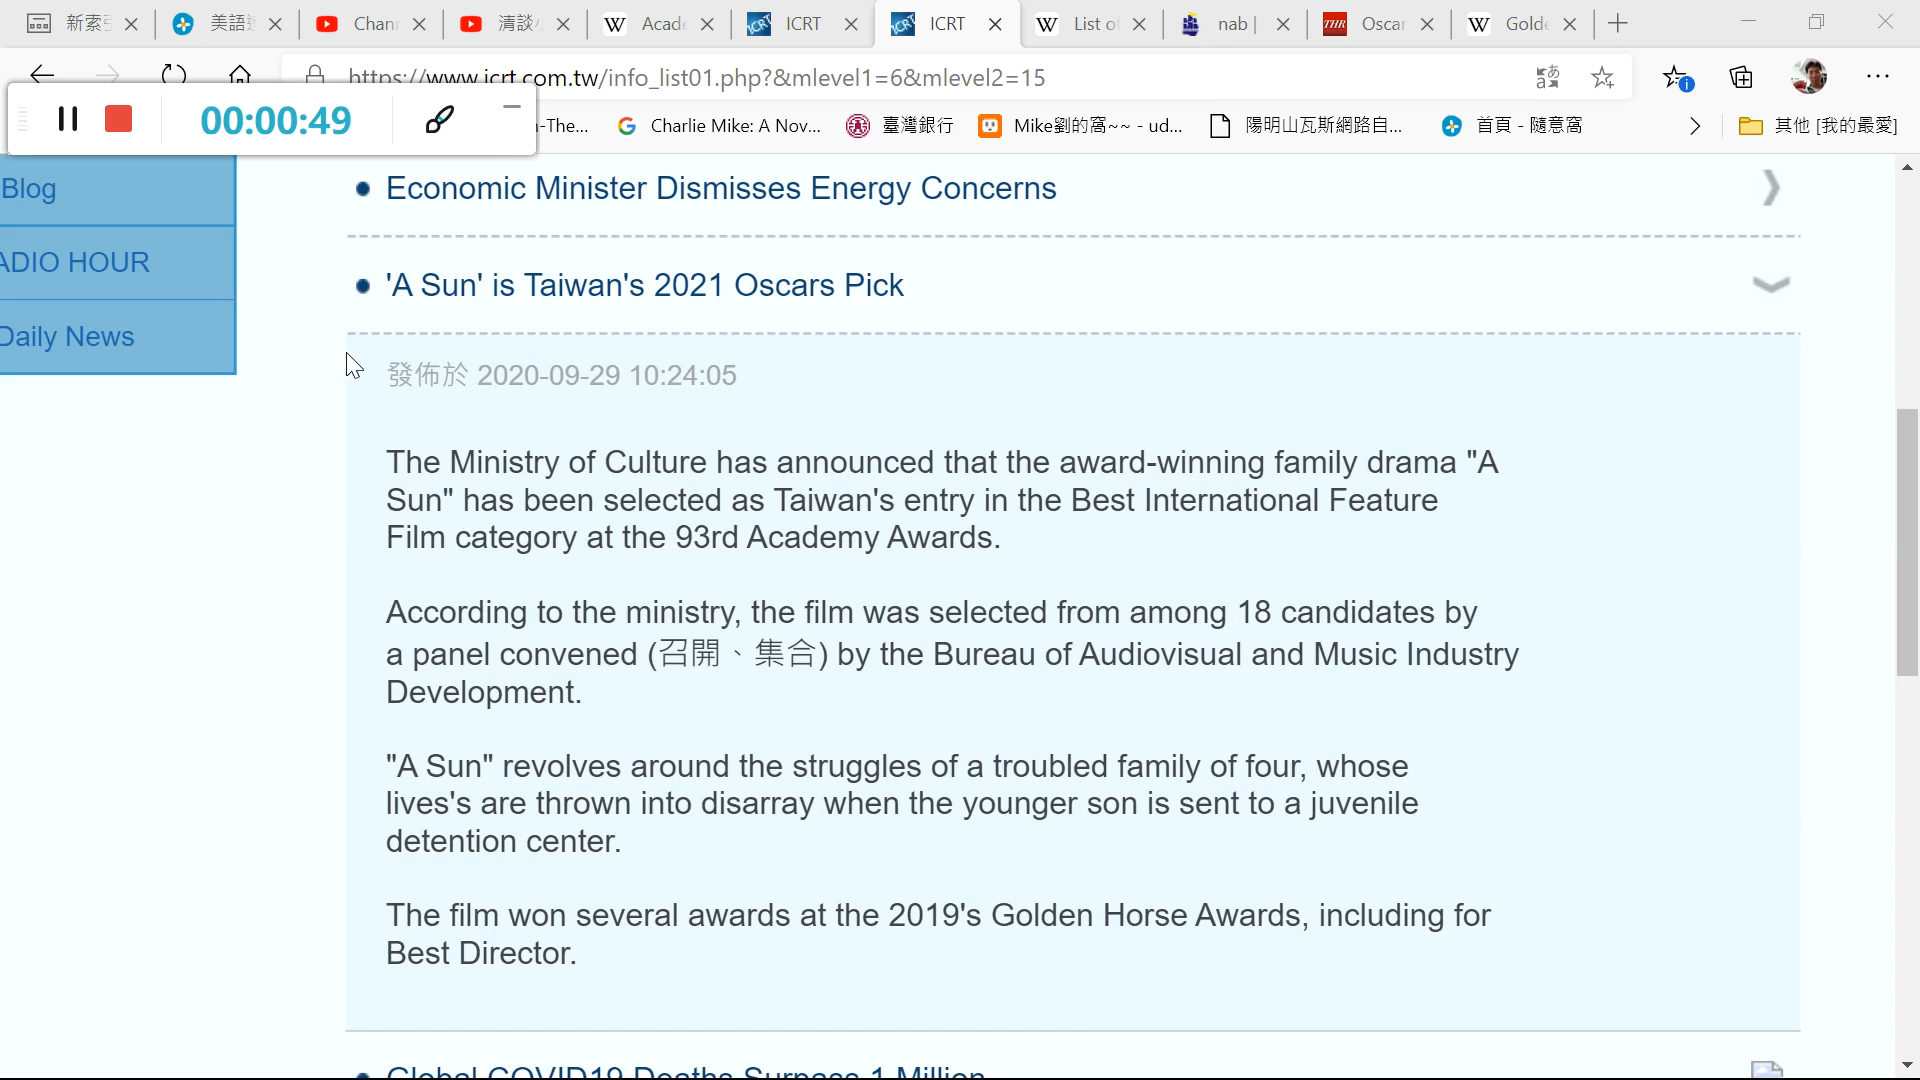 新索引 美語 Chan 清談 Acade ICRT ICRT List o nab | Oscar Golde
https://www.icrt.com.tw/info_list01.php?&mlevel1=6&mlevel2=15
00:00:49
-The... Charlie Mike: A Nov... 臺灣銀行 Mike劉的窩~~ - ud... 陽明山瓦斯網路自... 首頁 - 隨意窩 其他 [我的最愛]
Blog
ADIO HOUR
Daily News
Economic Minister Dismisses Energy Concerns
'A Sun' is Taiwan's 2021 Oscars Pick
發佈於 2020-09-29 10:24:05
The Ministry of Culture has announced that the award-winning family drama "A
Sun" has been selected as Taiwan's entry in the Best International Feature
Film category at the 93rd Academy Awards.
According to the ministry, the film was selected from among 18 candidates by
a panel convened (召開、集合) by the Bureau of Audiovisual and Music Industry
Development.
"A Sun" revolves around the struggles of a troubled family of four, whose
lives's are thrown into disarray when the younger son is sent to a juvenile
detention center.
The film won several awards at the 2019's Golden Horse Awards, including for
Best Director.
Global COVID19 Deaths Surpass 1 Million